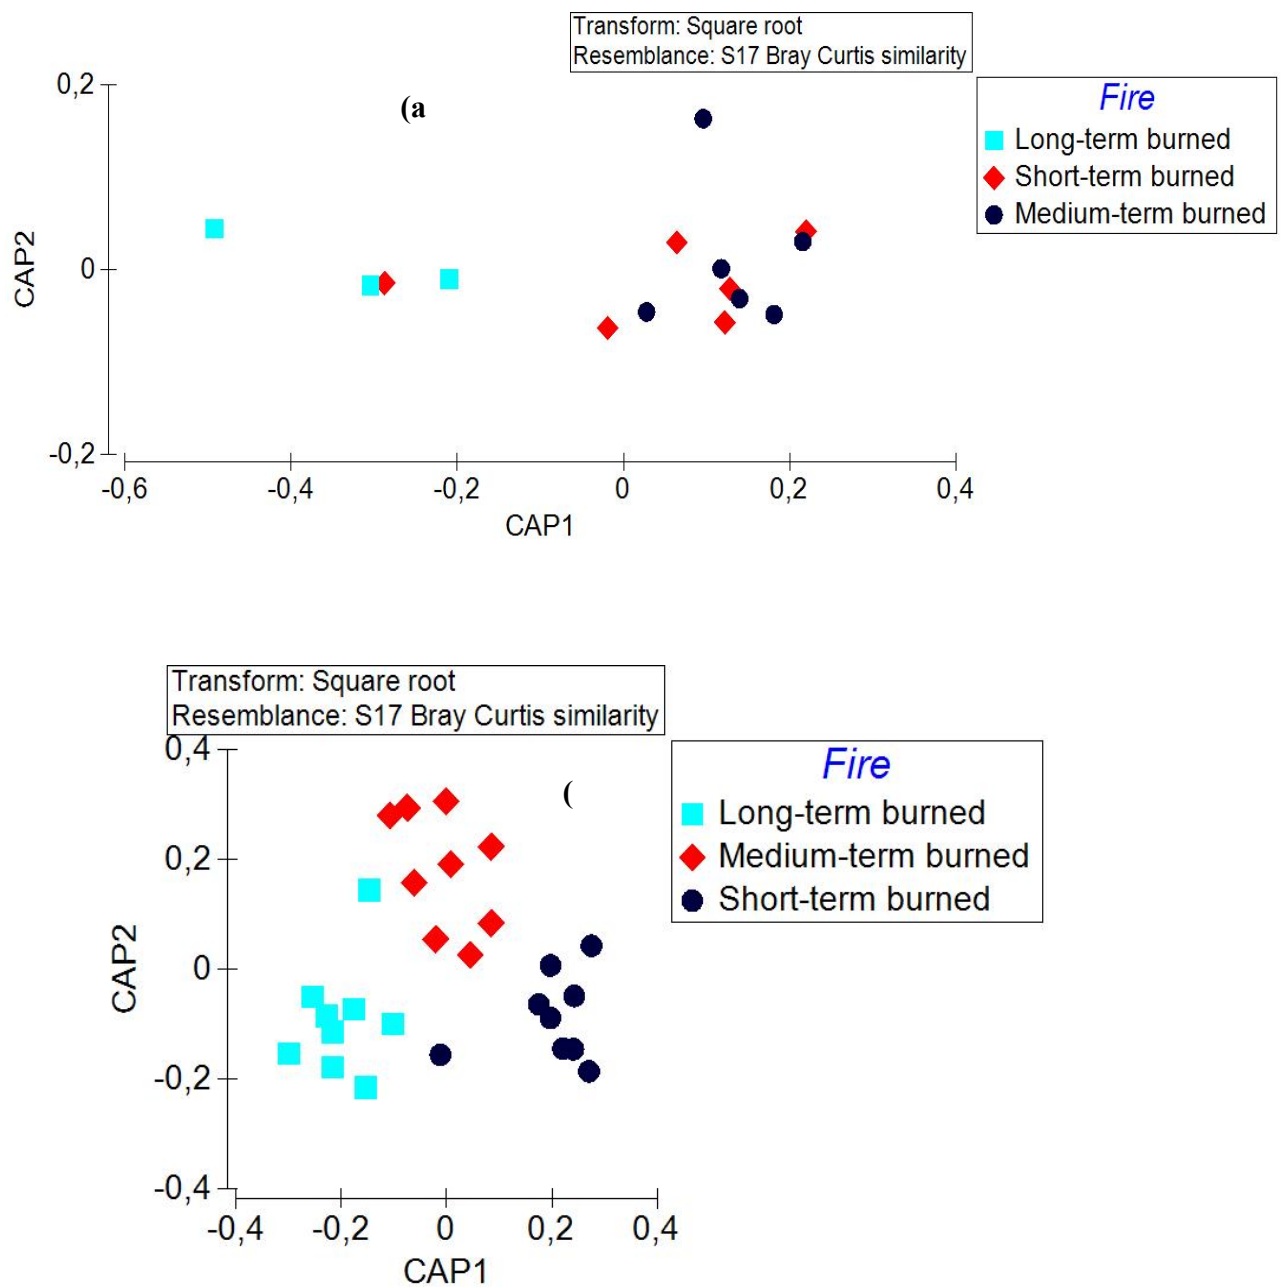 Transform: Square root
Resemblance: S17 Bray Curtis similarity
0,2
(a
Fire
Long-term burned
Short-term burned
Medium-term burned
CAP2
0
-0,2
-0,6 -0,4 -0,2 0 0,2 0,4
CAP1
Transform: Square root
Resemblance: S17 Bray Curtis similarity
0,4
(
Fire
Long-term burned
Medium-term burned
Short-term burned
0,2
CAP2
0
-0,2
-0,4
-0,4 -0,2 0 0,2 0,4
CAP1